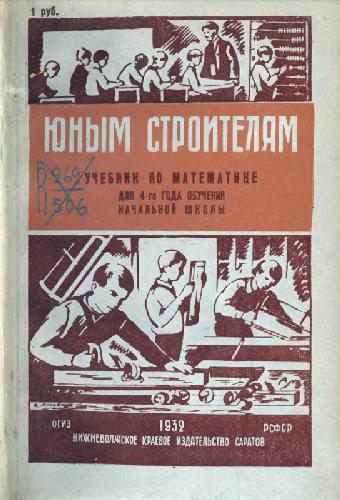 1 руб.
ЮНЫМ СТРОИТЕЛЯМ
УЧЕБНИК ПО МАТЕМАТИКЕ
ДЛЯ 4-го ГОДА ОБУЧЕНИЯ
НАЧАЛЬНОЙ ШКОЛЫ
ОГИЗ 1932 РСФСР
НИЖНЕВОЛЖСКОЕ КРАЕВОЕ ИЗДАТЕЛЬСТВО САРАТОВ